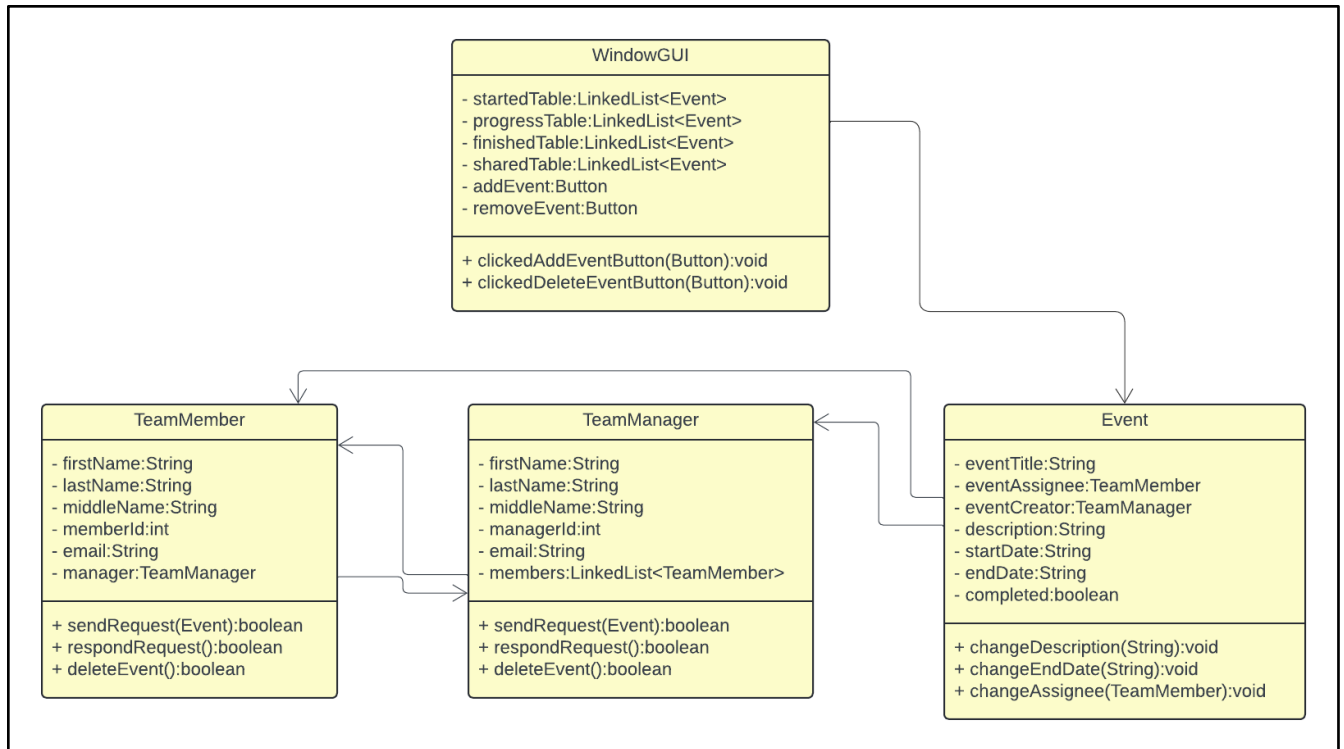 WindowGUI
- startedTable:LinkedList<Event>
- progressTable:LinkedList<Event>
- finishedTable:LinkedList<Event>
- sharedTable:LinkedList<Event>
- addEvent:Button
- removeEvent:Button
+ clickedAddEventButton(Button):void
+ clickedDeleteEventButton(Button):void
TeamMember
- firstName:String
- lastName:String
- middleName:String
- memberId:int
- email:String
- manager:TeamManager
+ sendRequest(Event):boolean
+ respondRequest():boolean
+ deleteEvent():boolean
TeamManager
- firstName:String
- lastName:String
- middleName:String
- managerId:int
- email:String
- members:LinkedList<TeamMember>
+ sendRequest(Event):boolean
+ respondRequest():boolean
+ deleteEvent():boolean
Event
- eventTitle:String
- eventAssignee:TeamMember
- eventCreator:TeamManager
- description:String
- startDate:String
- endDate:String
- completed:boolean
+ changeDescription(String):void
+ changeEndDate(String):void
+ changeAssignee(TeamMember):void